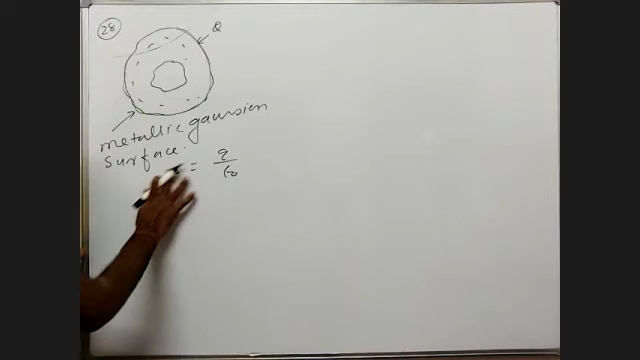 28
Q
metallic gaussian
surface.
= q/ε0